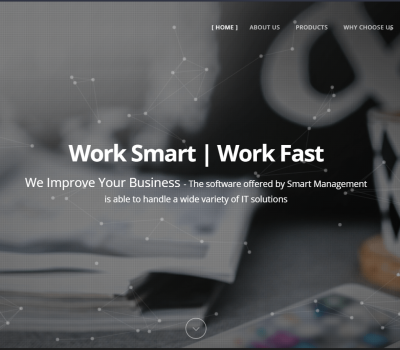 [ HOME ] ABOUT US PRODUCTS WHY CHOOSE US
&
Work Smart | Work Fast
We Improve Your Business - The software offered by Smart Management
is able to handle a wide variety of IT solutions